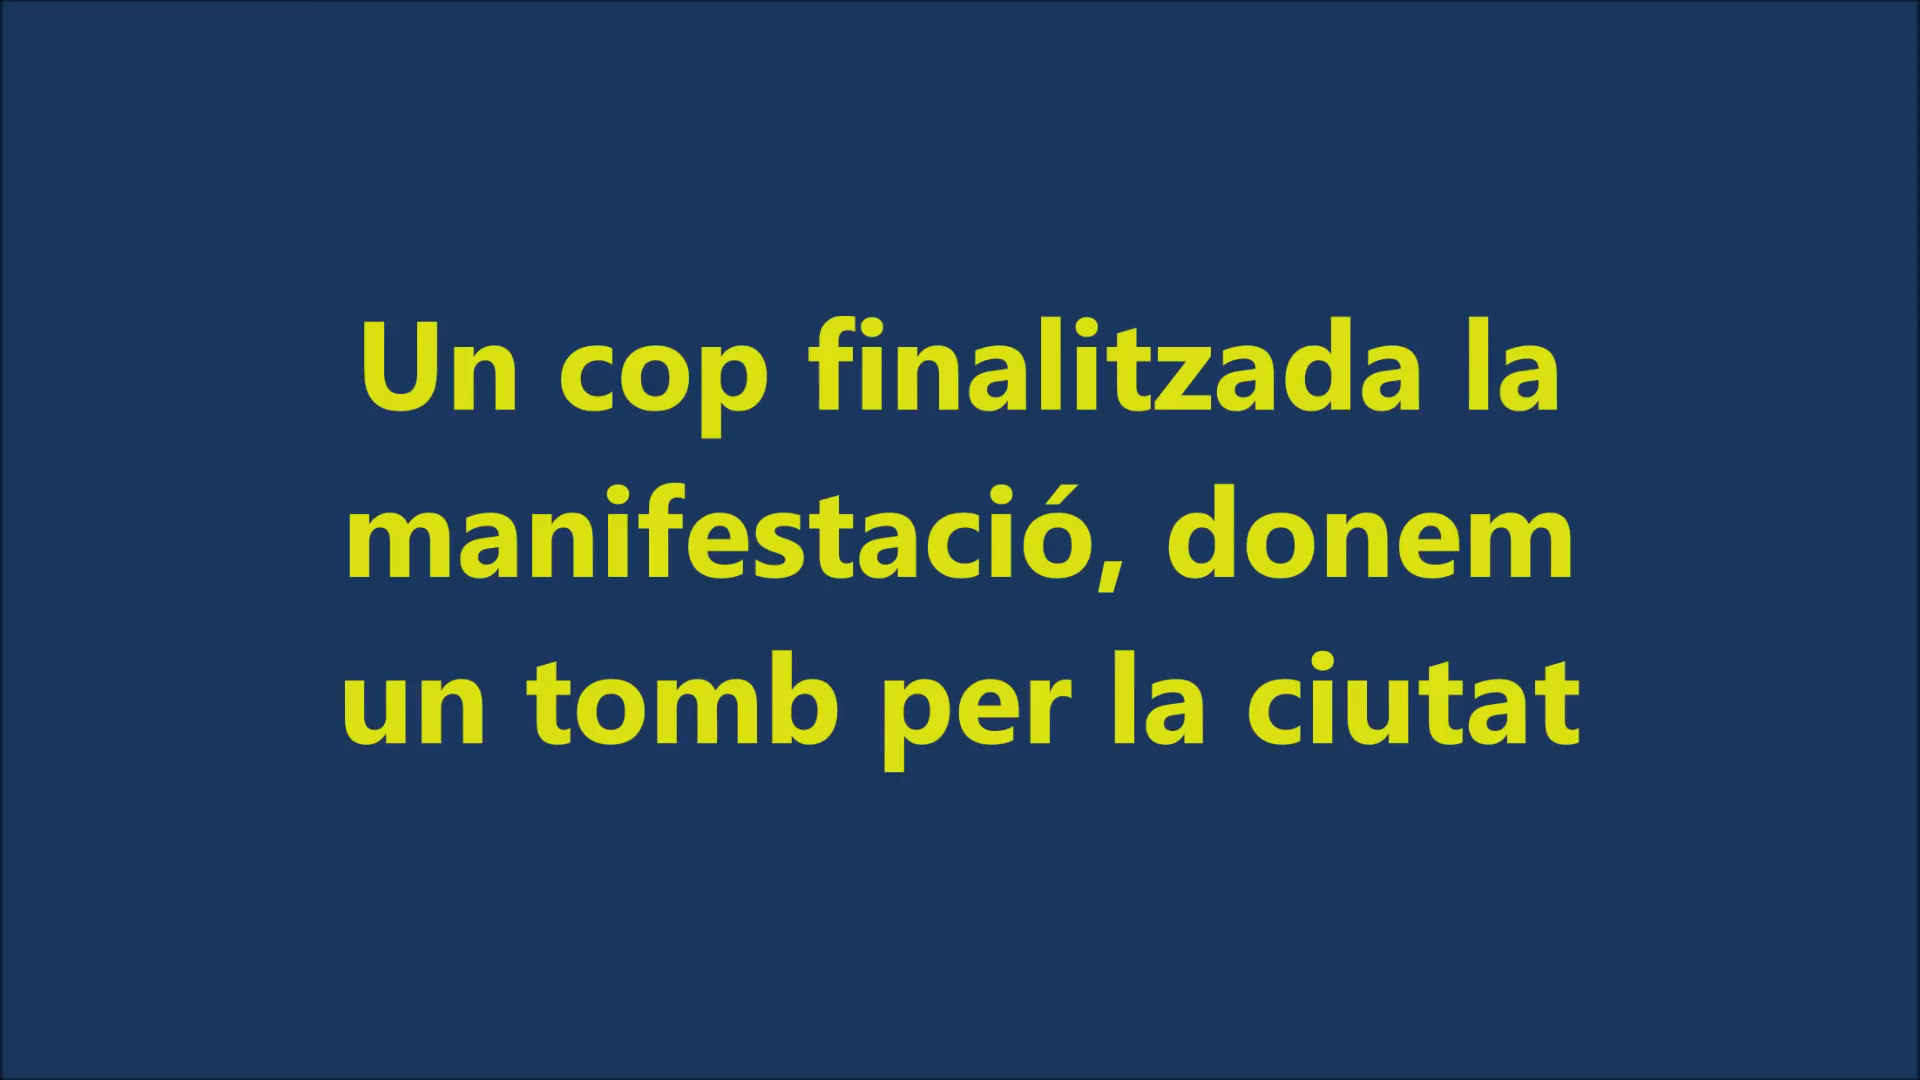 Un cop finalitzada la
manifestació, donem
un tomb per la ciutat